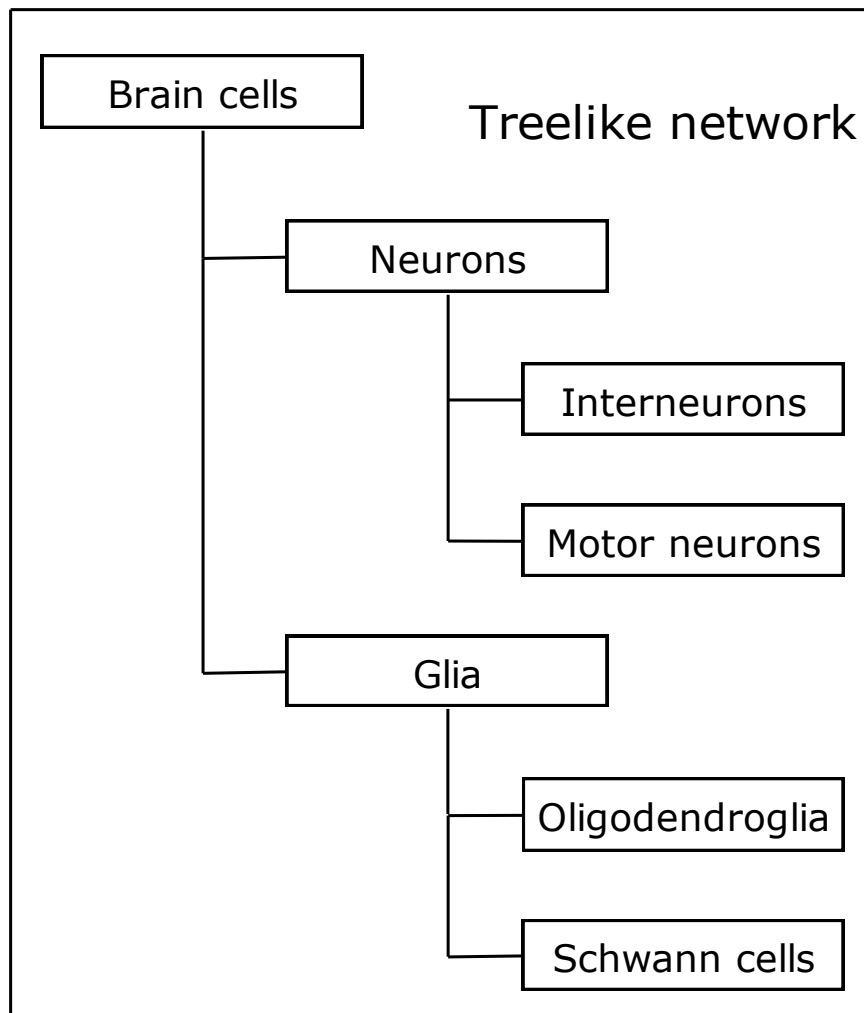 Brain cells
Treelike network
Neurons
Interneurons
Motor neurons
Glia
Oligodendroglia
Schwann cells